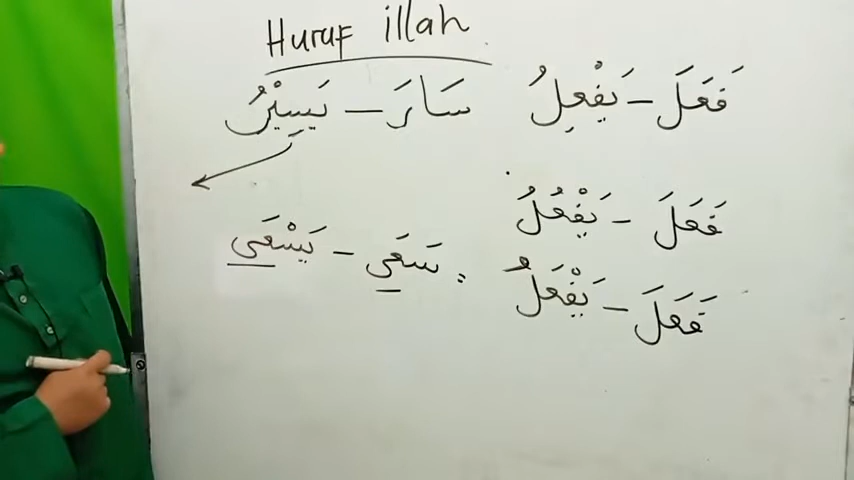 Huruf illah
فَعَلَ – يَفْعِلُ سَارَ – يَسِيْرُ
فَعَلَ – يَفْعُلُ
فَعَلَ – يَفْعَلُ : سَعَى – يَسْعَى